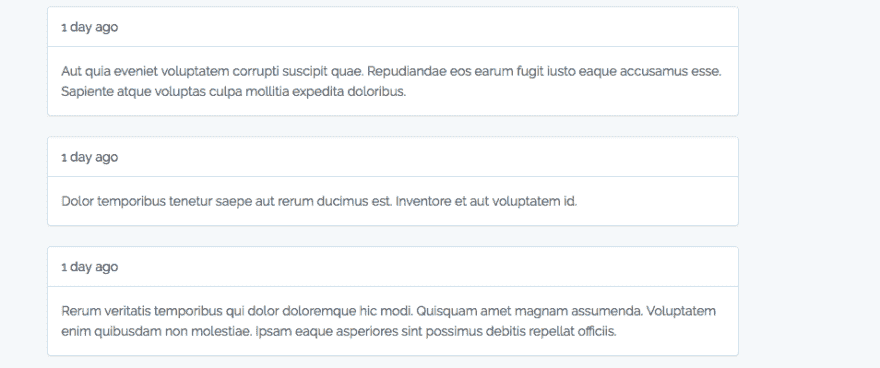 1 day ago
Aut quia eveniet voluptatem corrupti suscipit quae. Repudiandae eos earum fugit iusto eaque accusamus esse.
Sapiente atque voluptas culpa mollitia expedita doloribus.
1 day ago
Dolor temporibus tenetur saepe aut rerum ducimus est. Inventore et aut voluptatem id.
1 day ago
Rerum veritatis temporibus qui dolor doloremque hic modi. Quisquam amet magnam assumenda. Voluptatem
enim quibusdam non molestiae. Ipsam eaque asperiores sint possimus debitis repellat officiis.